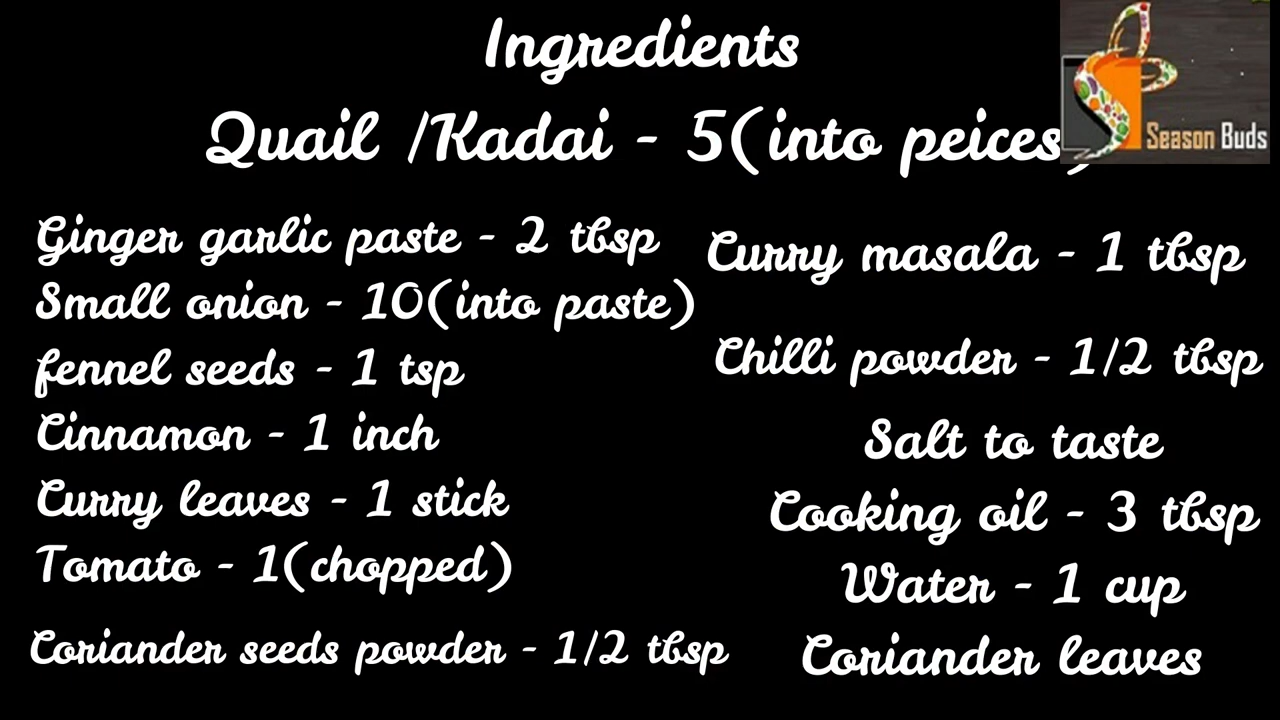 Ingredients
Quail /Kadai - 5(into peices)
Season Buds
Ginger garlic paste - 2 tbsp
Small onion - 10(into paste)
fennel seeds - 1 tsp
Cinnamon - 1 inch
Curry leaves - 1 stick
Tomato - 1(chopped)
Coriander seeds powder - 1/2 tbsp
Curry masala - 1 tbsp
Chilli powder - 1/2 tbsp
Salt to taste
Cooking oil - 3 tbsp
Water - 1 cup
Coriander leaves